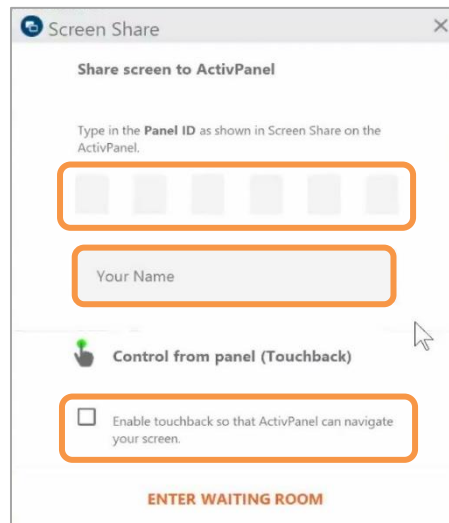 Screen Share
Share screen to ActivPanel
Type in the Panel ID as shown in Screen Share on the
ActivPanel.
Your Name
Control from panel (Touchback)
Enable touchback so that ActivPanel can navigate
your screen.
ENTER WAITING ROOM